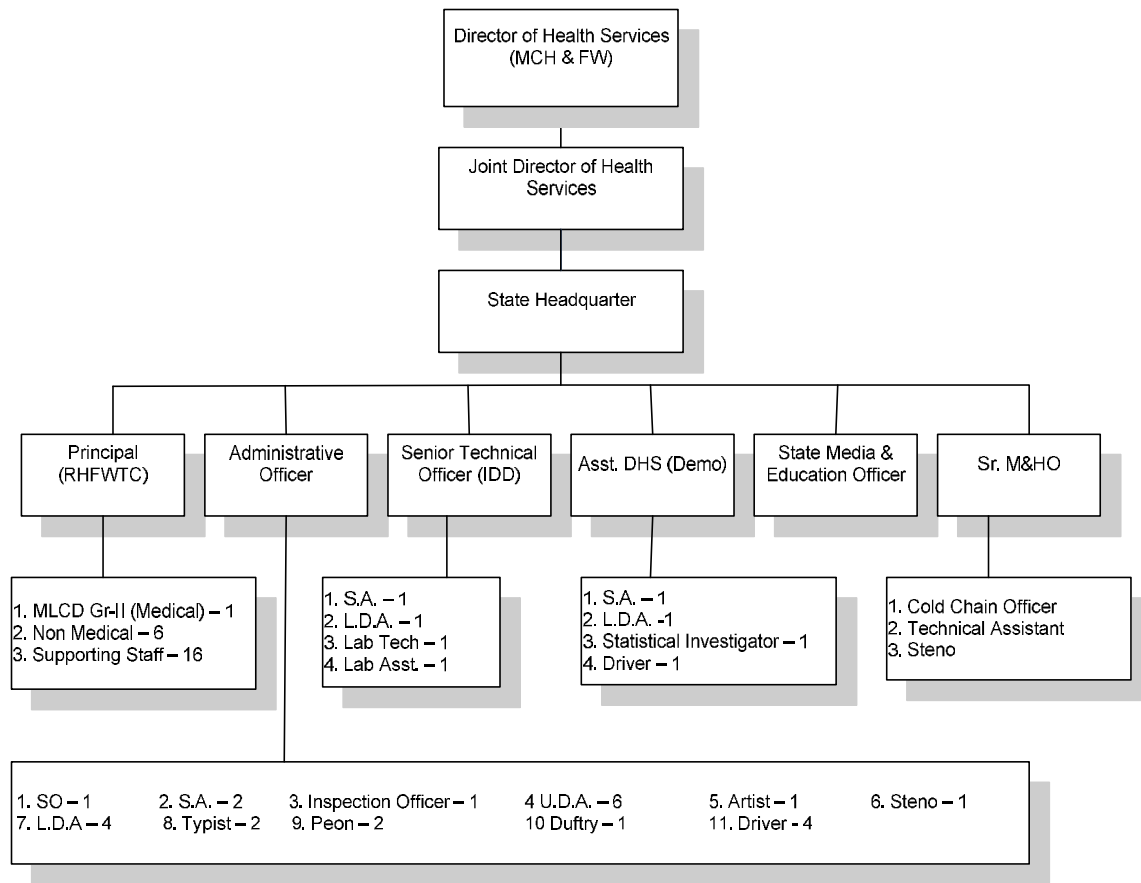 Director of Health Services
(MCH & FW)
Joint Director of Health
Services
State Headquarter
Principal
(RHFWTC)
Administrative
Officer
Senior Technical
Officer (IDD)
Asst. DHS (Demo)
State Media &
Education Officer
Sr. M&HO
1. MLCD Gr-II (Medical) – 1
2. Non Medical – 6
3. Supporting Staff – 16
1. S.A. – 1
2. L.D.A. – 1
3. Lab Tech – 1
4. Lab Asst. – 1
1. S.A. – 1
2. L.D.A. -1
3. Statistical Investigator – 1
4. Driver – 1
1. Cold Chain Officer
2. Technical Assistant
3. Steno
1. SO – 1 2. S.A. – 2 3. Inspection Officer – 1 4 U.D.A. – 6 5. Artist – 1 6. Steno – 1
7. L.D.A – 4 8. Typist – 2 9. Peon – 2 10 Duftry – 1 11. Driver - 4